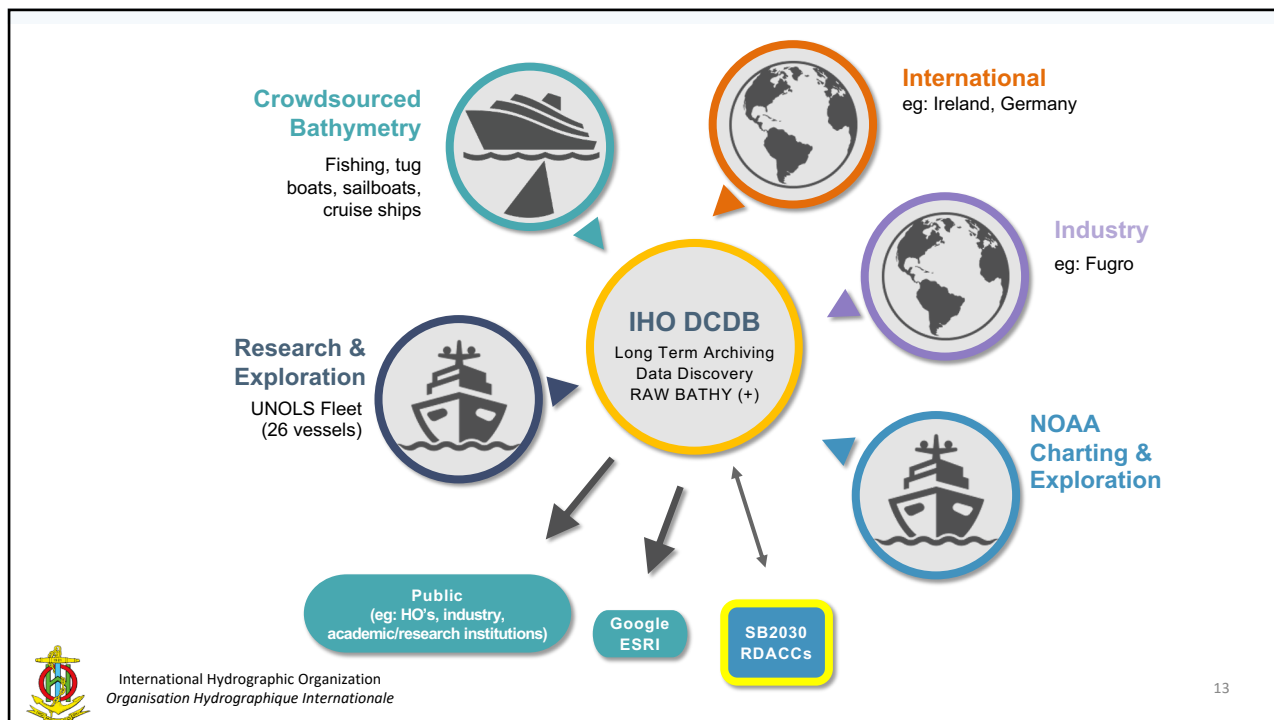 Crowdsourced
Bathymetry
Fishing, tug
boats, sailboats,
cruise ships
International
eg: Ireland, Germany
Industry
eg: Fugro
IHO DCDB
Long Term Archiving
Data Discovery
RAW BATHY (+)
Research &
Exploration
UNOLS Fleet
(26 vessels)
NOAA
Charting &
Exploration
Public
(eg: HO's, industry,
academic/research institutions)
Google
ESRI
SB2030
RDACCs
International Hydrographic Organization
Organisation Hydrographique Internationale
13